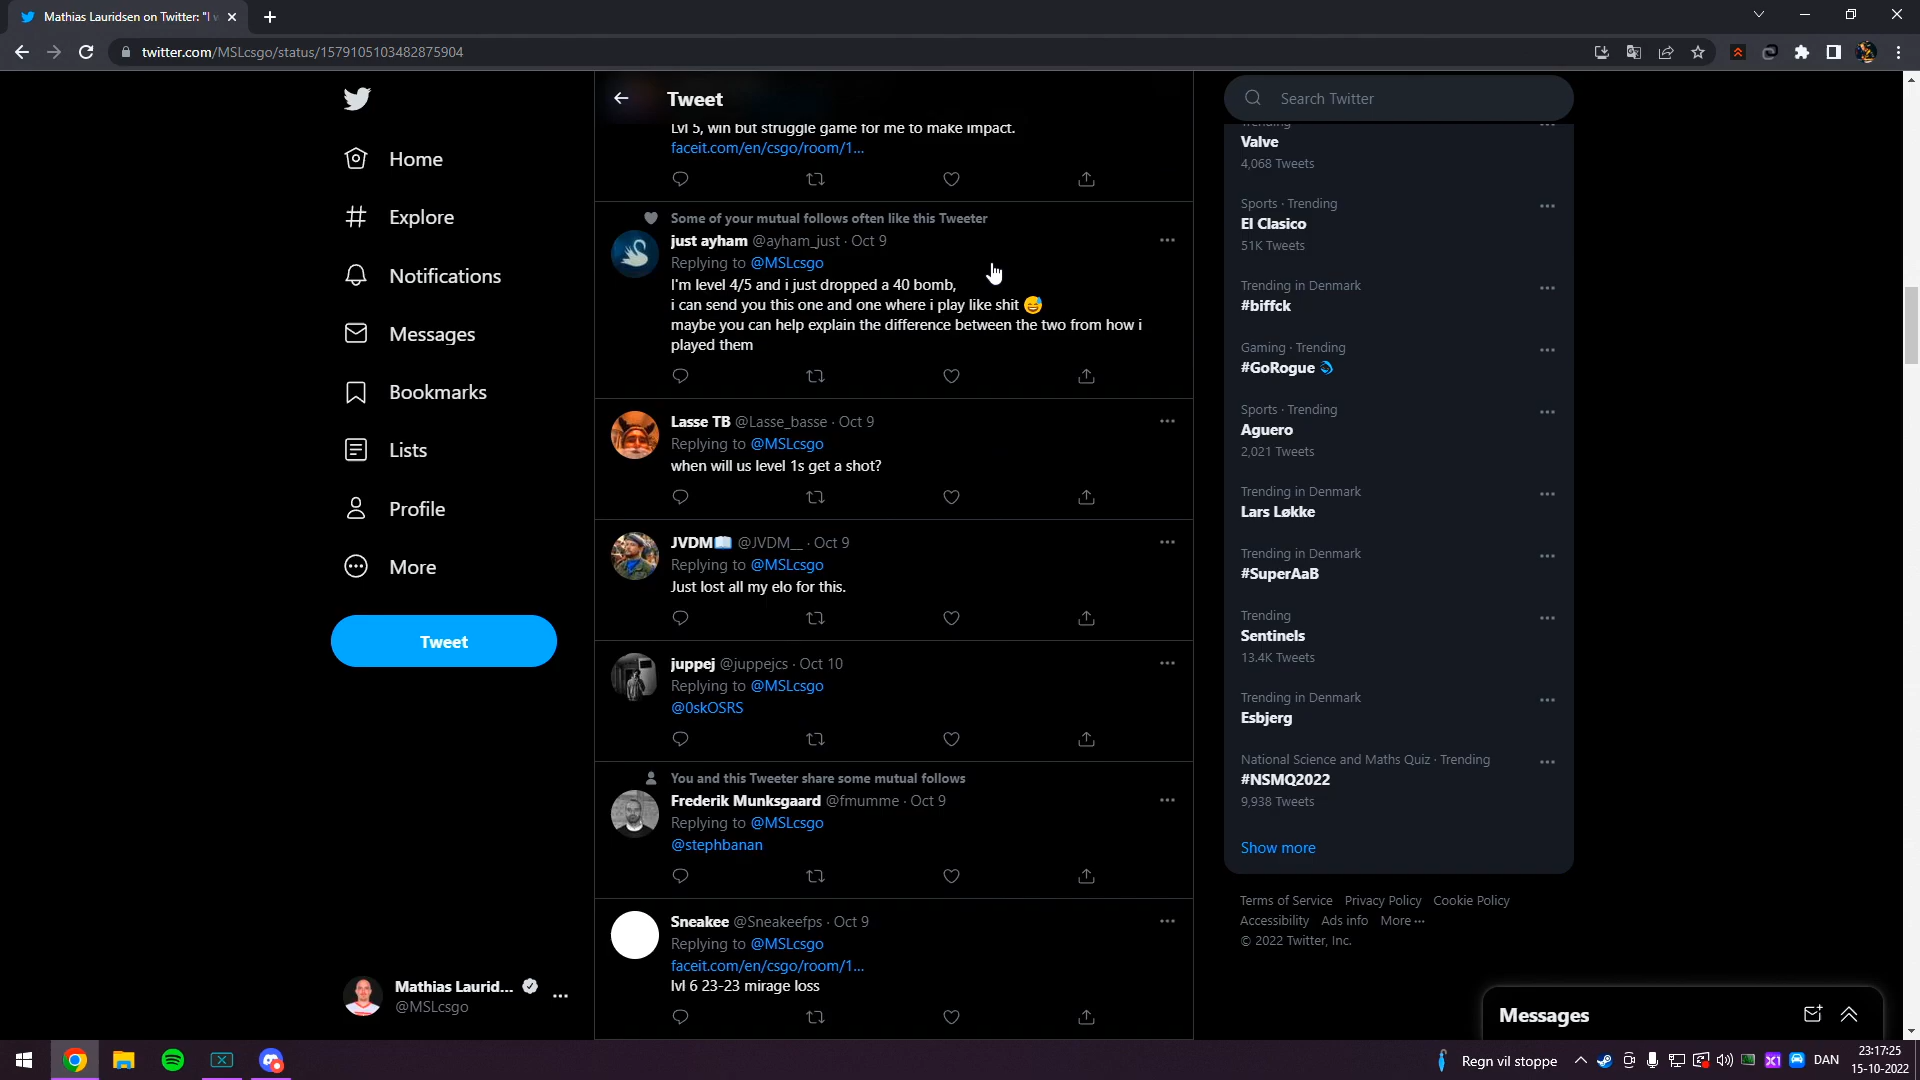 Mathias Lauridsen on Twitter: "I w
twitter.com/MSLcsgo/status/1579105103482875904
Home
Explore
Notifications
Messages
Bookmarks
Lists
Profile
More
Tweet
Mathias Laurid...
@MSLcsgo
Tweet
Lvl 5, win but struggle game for me to make impact.
faceit.com/en/csgo/room/1...
Some of your mutual follows often like this Tweeter
just ayham @ayham_just · Oct 9
Replying to @MSLcsgo
I'm level 4/5 and i just dropped a 40 bomb,
i can send you this one and one where i play like shit 😅
maybe you can help explain the difference between the two from how i
played them
Lasse TB @Lasse_basse · Oct 9
Replying to @MSLcsgo
when will us level 1s get a shot?
JVDM📖 @JVDM__ · Oct 9
Replying to @MSLcsgo
Just lost all my elo for this.
juppej @juppejcs · Oct 10
Replying to @MSLcsgo
@0skOSRS
You and this Tweeter share some mutual follows
Frederik Munksgaard @fmumme · Oct 9
Replying to @MSLcsgo
@stephbanan
Sneakee @Sneakeefps · Oct 9
Replying to @MSLcsgo
faceit.com/en/csgo/room/1...
lvl 6 23-23 mirage loss
Search Twitter
Trending
Valve
4,068 Tweets
Sports · Trending
El Clasico
51K Tweets
Trending in Denmark
#biffck
Gaming · Trending
#GoRogue
Sports · Trending
Aguero
2,021 Tweets
Trending in Denmark
Lars Løkke
Trending in Denmark
#SuperAaB
Trending
Sentinels
13.4K Tweets
Trending in Denmark
Esbjerg
National Science and Maths Quiz · Trending
#NSMQ2022
9,938 Tweets
Show more
Terms of Service Privacy Policy Cookie Policy
Accessibility Ads info More ···
© 2022 Twitter, Inc.
Messages
Regn vil stoppe
DAN
23:17:25
15-10-2022